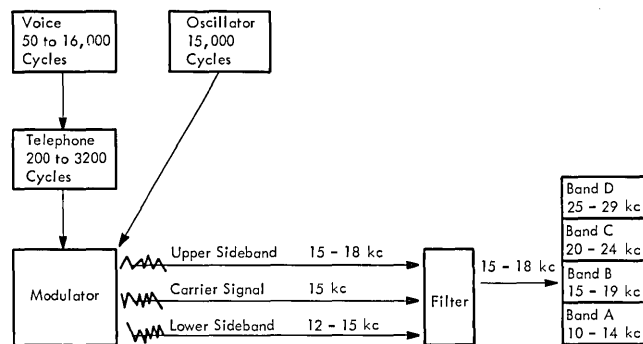 Voice
50 to 16,000
Cycles
Oscillator
15,000
Cycles
Telephone
200 to 3200
Cycles
Modulator
Upper Sideband 15 - 18 kc
Carrier Signal 15 kc
Lower Sideband 12 - 15 kc
Filter
15 - 18 kc
Band D
25 - 29 kc
Band C
20 - 24 kc
Band B
15 - 19 kc
Band A
10 - 14 kc